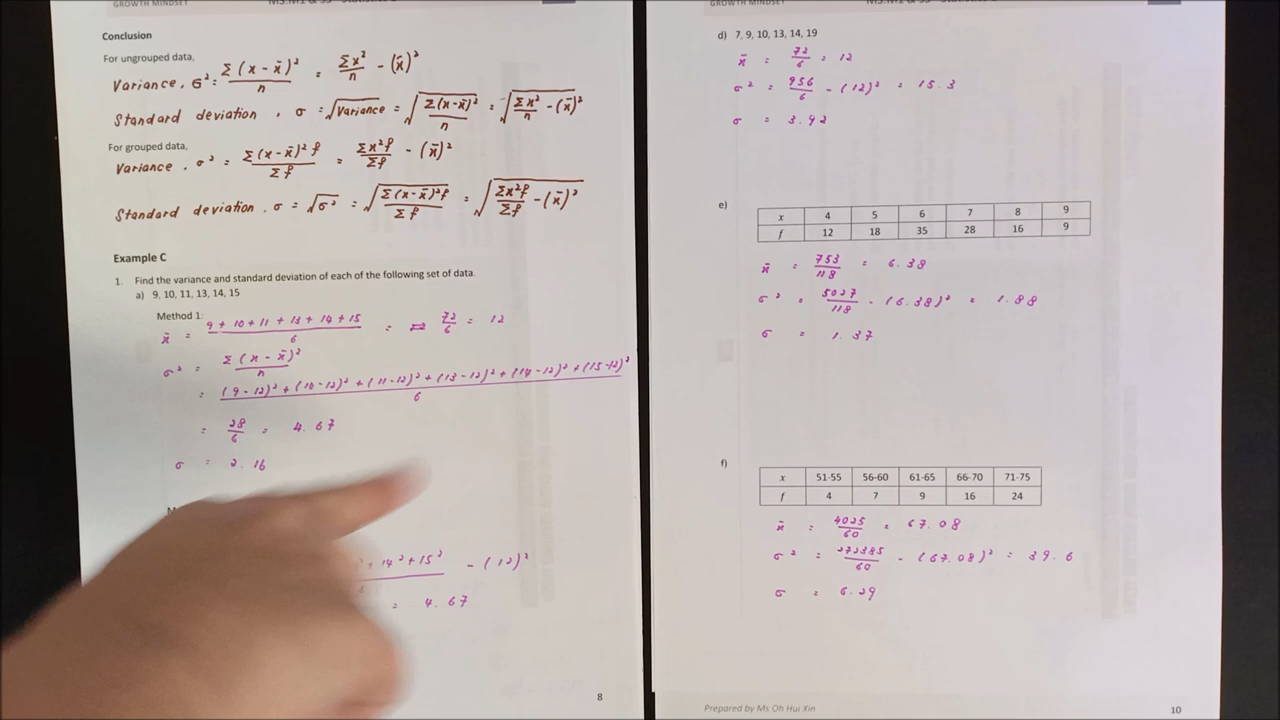 GROWTH MINDSET
Conclusion
For ungrouped data,
Variance, σ² = Σ(x - x̄)² / n = Σx² / n - (x̄)²
Standard deviation, σ = √Variance = √(Σ(x-x̄)² / n) = √(Σx² / n - (x̄)²)
For grouped data,
Variance, σ² = Σ(x-x̄)² f / Σf = Σx²f / Σf - (x̄)²
Standard deviation, σ = √σ² = √(Σ(x-x̄)²f / Σf) = √(Σx²f / Σf - (x̄)²)
Example C
1. Find the variance and standard deviation of each of the following set of data.
a) 9, 10, 11, 13, 14, 15
Method 1:
x̄ = 9 + 10 + 11 + 13 + 14 + 15 / 6 = 72 / 6 = 12
σ² = Σ(x - x̄)² / n
= (9-12)² + (10-12)² + (11-12)² + (13-12)² + (14-12)² + (15-12)² / 6
= 28 / 6 = 4.67
σ = 2.16
+ 14² + 15² - (12)²
= 4.67
8
GROWTH MINDSET
d) 7, 9, 10, 13, 14, 19
x̄ = 72 / 6 = 12
σ² = 956 / 6 - (12)² = 15.3
σ = 3.92
e)
x 4 5 6 7 8 9
f 12 18 35 28 16 9
x̄ = 753 / 118 = 6.38
σ² = 5027 / 118 - (6.38)² = 1.88
σ = 1.37
f)
x 51-55 56-60 61-65 66-70 71-75
f 4 7 9 16 24
x̄ = 4025 / 60 = 67.08
σ² = 272385 / 60 - (67.08)² = 39.6
σ = 6.29
Prepared by Ms Oh Hui Xin
10